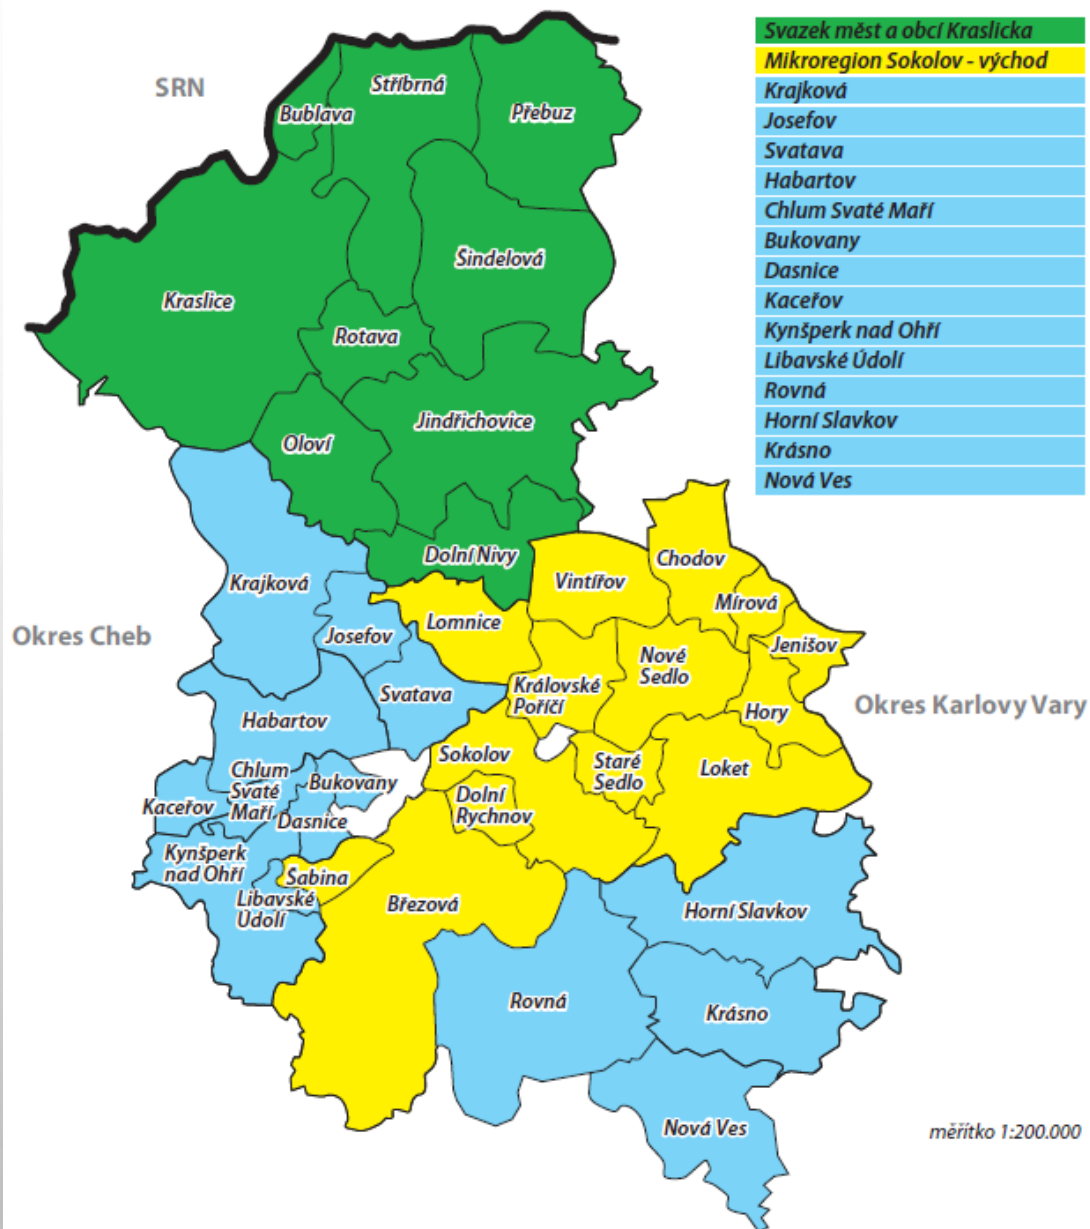 Svazek měst a obcí Kraslicka
Mikroregion Sokolov - východ
Krajková
Josefov
Svatava
Habartov
Chlum Svaté Maří
Bukovany
Dasnice
Kaceřov
Kynšperk nad Ohří
Libavské Údolí
Rovná
Horní Slavkov
Krásno
Nová Ves
SRN
Stříbrná
Bublava
Přebuz
Šindelová
Kraslice
Rotava
Jindřichovice
Oloví
Dolní Nivy
Chodov
Vintířov
Krajková
Mírová
Lomnice
Okres Cheb
Josefov
Jenišov
Nové
Sedlo
Svatava
Královské
Poříčí
Okres Karlovy Vary
Hory
Habartov
Sokolov
Staré
Sedlo
Loket
Chlum
Svaté
Maří
Bukovany
Dolní
Rychnov
Kaceřov
Dasnice
Kynšperk
nad Ohří
Šabina
Libavské
Údolí
Březová
Horní Slavkov
Rovná
Krásno
Nová Ves
měřítko 1:200.000